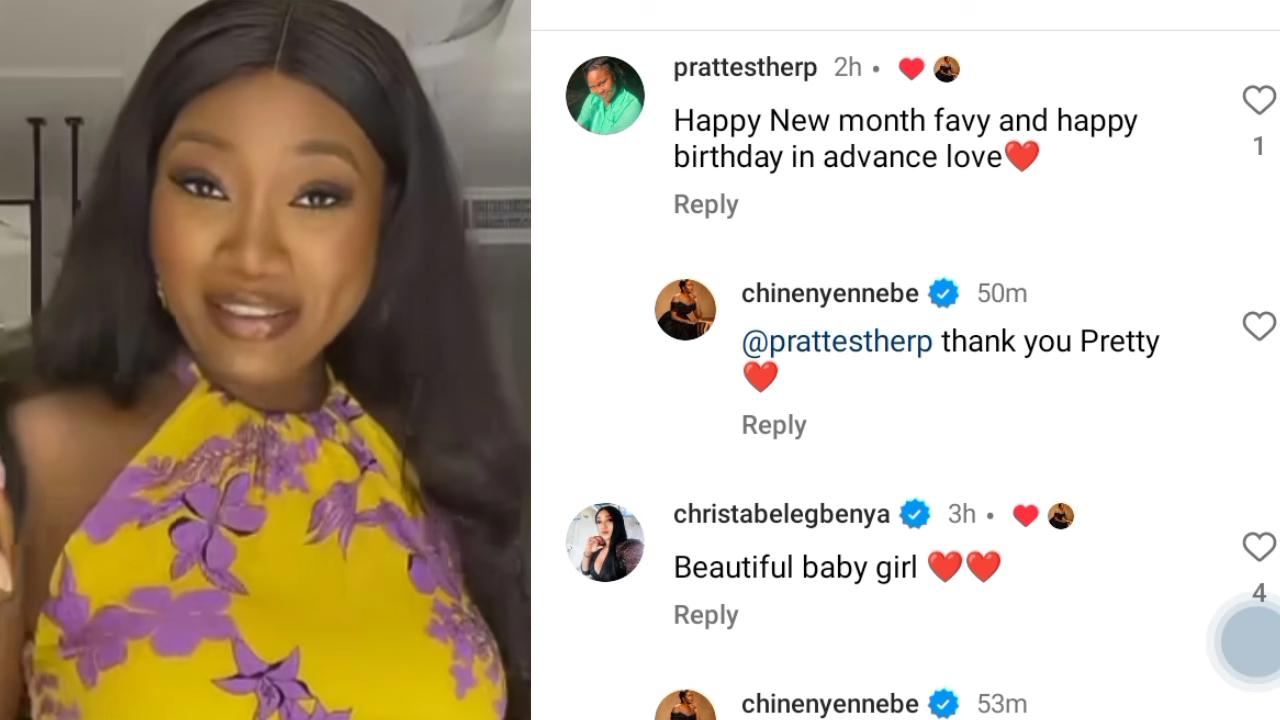 prattestherp 2h •
Happy New month favy and happy
birthday in advance love❤️
1
Reply
chinenyennebe 50m
@prattestherp thank you Pretty
❤️
Reply
christabelegbenya 3h •
Beautiful baby girl ❤️❤️
4
Reply
chinenyennebe 53m